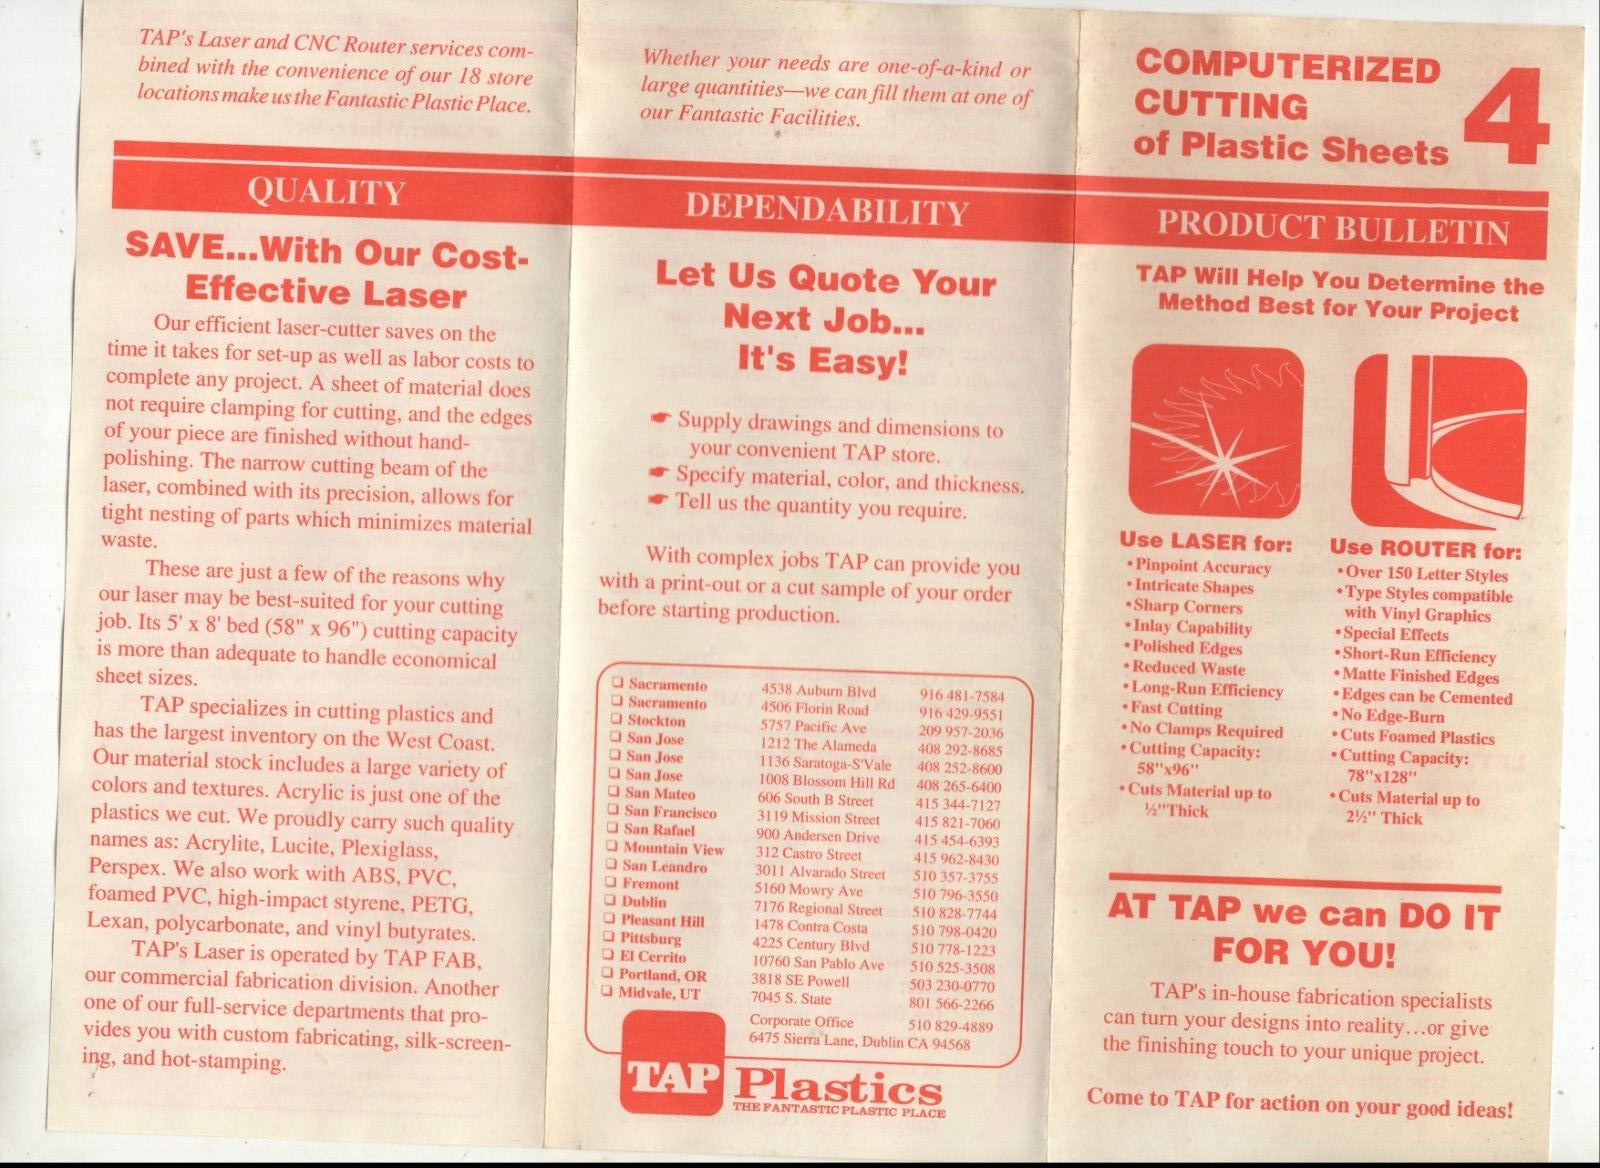 TAP's Laser and CNC Router services com-
bined with the convenience of our 18 store
locations make us the Fantastic Plastic Place.
QUALITY
SAVE...With Our Cost-
Effective Laser
Our efficient laser-cutter saves on the
time it takes for set-up as well as labor costs to
complete any project. A sheet of material does
not require clamping for cutting, and the edges
of your piece are finished without hand-
polishing. The narrow cutting beam of the
laser, combined with its precision, allows for
tight nesting of parts which minimizes material
waste.
These are just a few of the reasons why
our laser may be best-suited for your cutting
job. Its 5' x 8' bed (58" x 96") cutting capacity
is more than adequate to handle economical
sheet sizes.
TAP specializes in cutting plastics and
has the largest inventory on the West Coast.
Our material stock includes a large variety of
colors and textures. Acrylic is just one of the
plastics we cut. We proudly carry such quality
names as: Acrylite, Lucite, Plexiglass,
Perspex. We also work with ABS, PVC,
foamed PVC, high-impact styrene, PETG,
Lexan, polycarbonate, and vinyl butyrates.
TAP's Laser is operated by TAP FAB,
our commercial fabrication division. Another
one of our full-service departments that pro-
vides you with custom fabricating, silk-screen-
ing, and hot-stamping.
Whether your needs are one-of-a-kind or
large quantities—we can fill them at one of
our Fantastic Facilities.
DEPENDABILITY
Let Us Quote Your
Next Job...
It's Easy!
☛ Supply drawings and dimensions to
your convenient TAP store.
☛ Specify material, color, and thickness.
☛ Tell us the quantity you require.
With complex jobs TAP can provide you
with a print-out or a cut sample of your order
before starting production.
❏ Sacramento 4538 Auburn Blvd 916 481-7584
❏ Sacramento 4506 Florin Road 916 429-9551
❏ Stockton 5757 Pacific Ave 209 957-2036
❏ San Jose 1212 The Alameda 408 292-8685
❏ San Jose 1136 Saratoga-S'Vale 408 252-8600
❏ San Jose 1008 Blossom Hill Rd 408 265-6400
❏ San Mateo 606 South B Street 415 344-7127
❏ San Francisco 3119 Mission Street 415 821-7060
❏ San Rafael 900 Andersen Drive 415 454-6393
❏ Mountain View 312 Castro Street 415 962-8430
❏ San Leandro 3011 Alvarado Street 510 357-3755
❏ Fremont 5160 Mowry Ave 510 796-3550
❏ Dublin 7176 Regional Street 510 828-7744
❏ Pleasant Hill 1478 Contra Costa 510 798-0420
❏ Pittsburg 4225 Century Blvd 510 778-1223
❏ El Cerrito 10760 San Pablo Ave 510 525-3508
❏ Portland, OR 3818 SE Powell 503 230-0770
❏ Midvale, UT 7045 S. State 801 566-2266
Corporate Office 510 829-4889
6475 Sierra Lane, Dublin CA 94568
TAP Plastics
THE FANTASTIC PLASTIC PLACE
COMPUTERIZED
CUTTING
of Plastic Sheets
4
PRODUCT BULLETIN
TAP Will Help You Determine the
Method Best for Your Project
Use LASER for:
• Pinpoint Accuracy
• Intricate Shapes
• Sharp Corners
• Inlay Capability
• Polished Edges
• Reduced Waste
• Long-Run Efficiency
• Fast Cutting
• No Clamps Required
• Cutting Capacity:
58"x96"
• Cuts Material up to
½"Thick
Use ROUTER for:
• Over 150 Letter Styles
• Type Styles compatible
with Vinyl Graphics
• Special Effects
• Short-Run Efficiency
• Matte Finished Edges
• Edges can be Cemented
• No Edge-Burn
• Cuts Foamed Plastics
• Cutting Capacity:
78"x128"
• Cuts Material up to
2½" Thick
AT TAP we can DO IT
FOR YOU!
TAP's in-house fabrication specialists
can turn your designs into reality...or give
the finishing touch to your unique project.
Come to TAP for action on your good ideas!